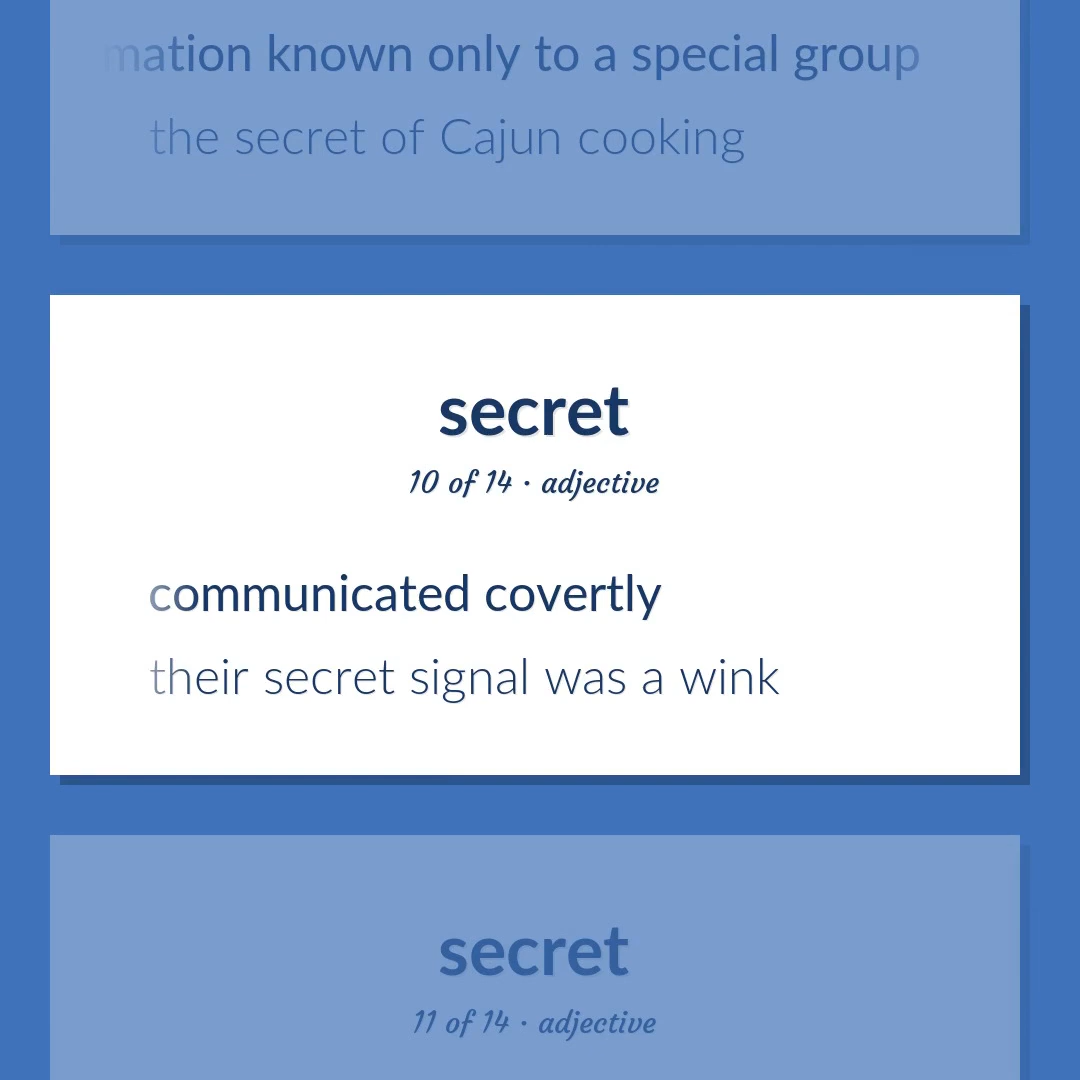 mation known only to a special group
the secret of Cajun cooking
secret
10 of 14 · adjective
communicated covertly
their secret signal was a wink
secret
11 of 14 · adjective